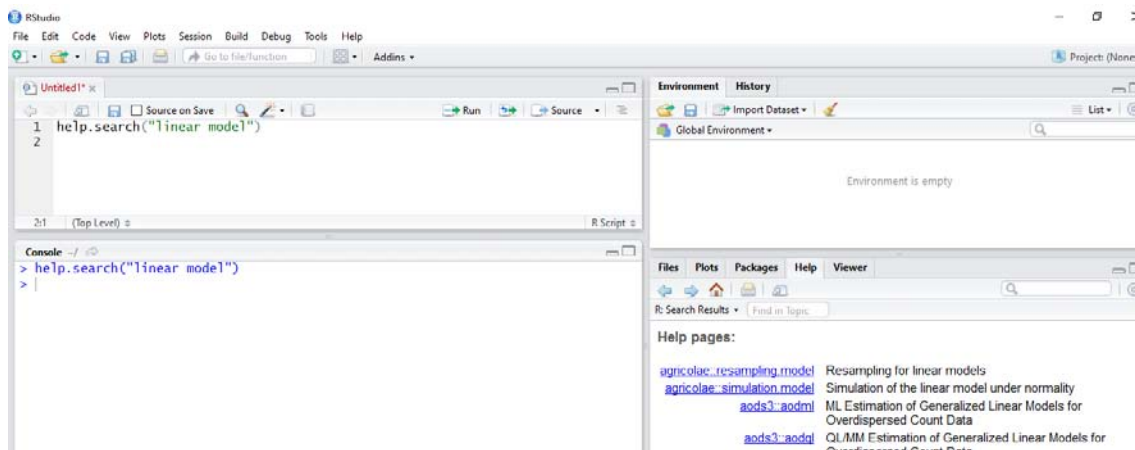 RStudio
File Edit Code View Plots Session Build Debug Tools Help
Go to file/function Addins
Project: (None
Untitled1*
Source on Save Run Source
1 help.search("linear model")
2
2:1 (Top Level) R Script
Console ~/
> help.search("linear model")
>
Environment History
Import Dataset List
Global Environment
Environment is empty
Files Plots Packages Help Viewer
R: Search Results Find in Topic
Help pages:
agricolae::resampling.model Resampling for linear models
agricolae::simulation.model Simulation of the linear model under normality
aods3::aodml ML Estimation of Generalized Linear Models for
Overdispersed Count Data
aods3::aodql QL/MM Estimation of Generalized Linear Models for
Overdispersed Count Data